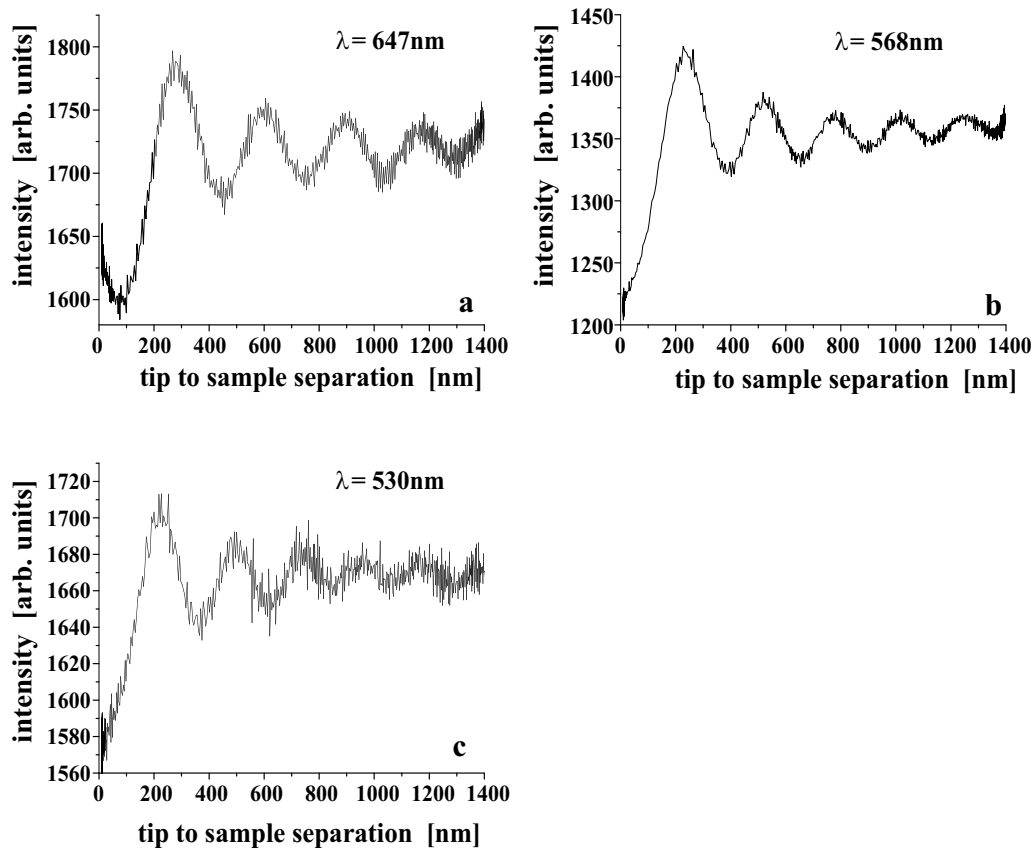 λ = 647nm
intensity [arb. units]
1800
1750
1700
1650
1600
a
0 200 400 600 800 1000 1200 1400
tip to sample separation [nm]
λ = 568nm
intensity [arb. units]
1450
1400
1350
1300
1250
1200
b
0 200 400 600 800 1000 1200 1400
tip to sample separation [nm]
λ = 530nm
intensity [arb. units]
1720
1700
1680
1660
1640
1620
1600
1580
1560
c
0 200 400 600 800 1000 1200 1400
tip to sample separation [nm]